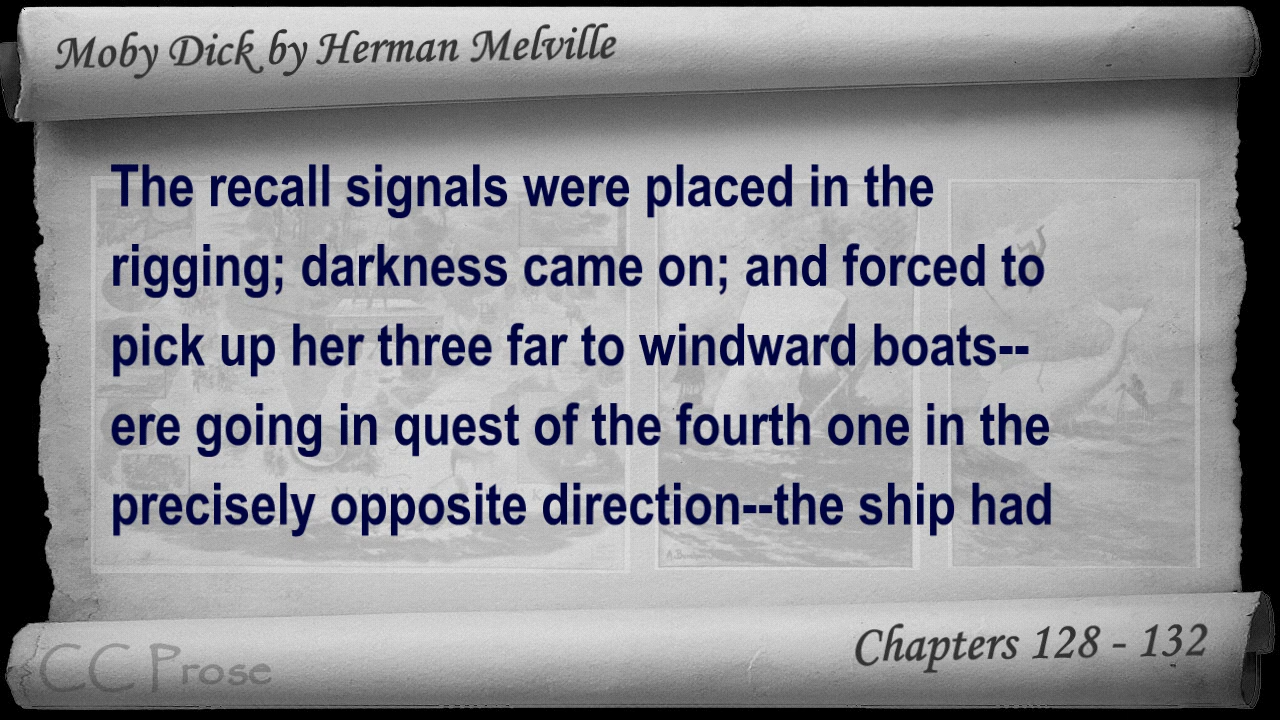 Moby Dick by Herman Melville
The recall signals were placed in the
rigging; darkness came on; and forced to
pick up her three far to windward boats--
ere going in quest of the fourth one in the
precisely opposite direction--the ship had
Chapters 128 - 132
CC Prose